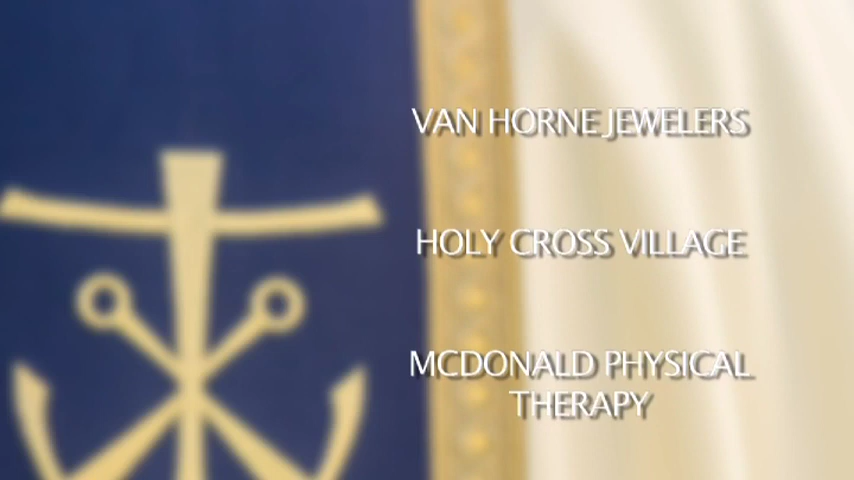 VAN HORNE JEWELERS
HOLY CROSS VILLAGE
MCDONALD PHYSICAL
THERAPY